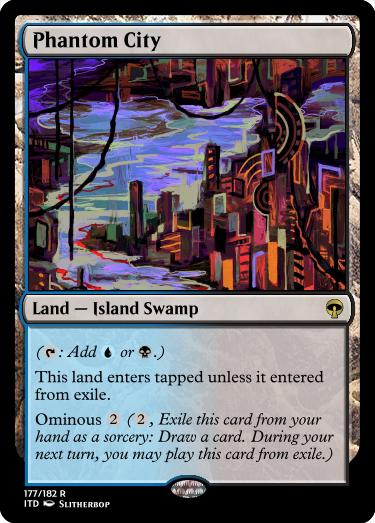 Phantom City
Land — Island Swamp
(: Add or .)
This land enters tapped unless it entered
from exile.
Ominous 2 (2, Exile this card from your
hand as a sorcery: Draw a card. During your
next turn, you may play this card from exile.)
177/182 R
ITD SLITHERBOP